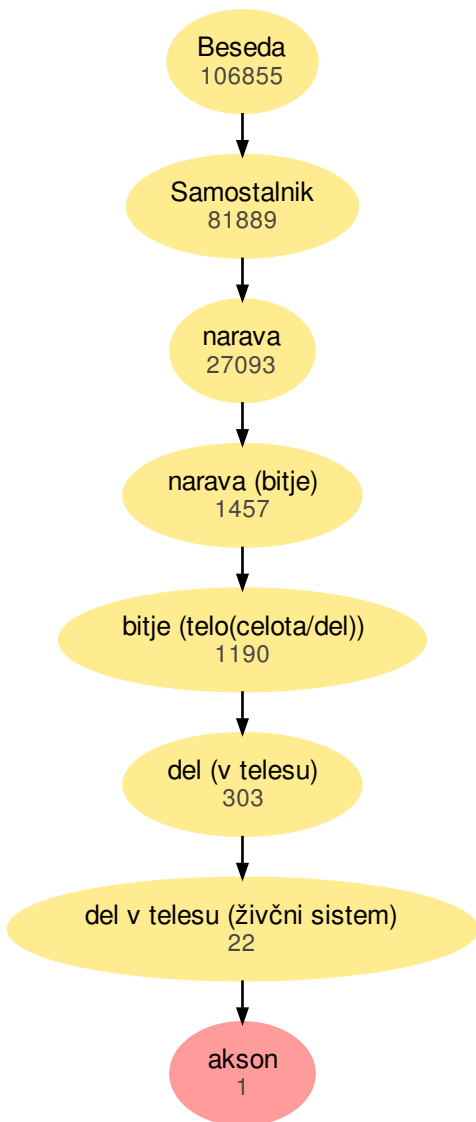 Beseda
106855
Samostalnik
81889
narava
27093
narava (bitje)
1457
bitje (telo(celota/del))
1190
del (v telesu)
303
del v telesu (živčni sistem)
22
akson
1